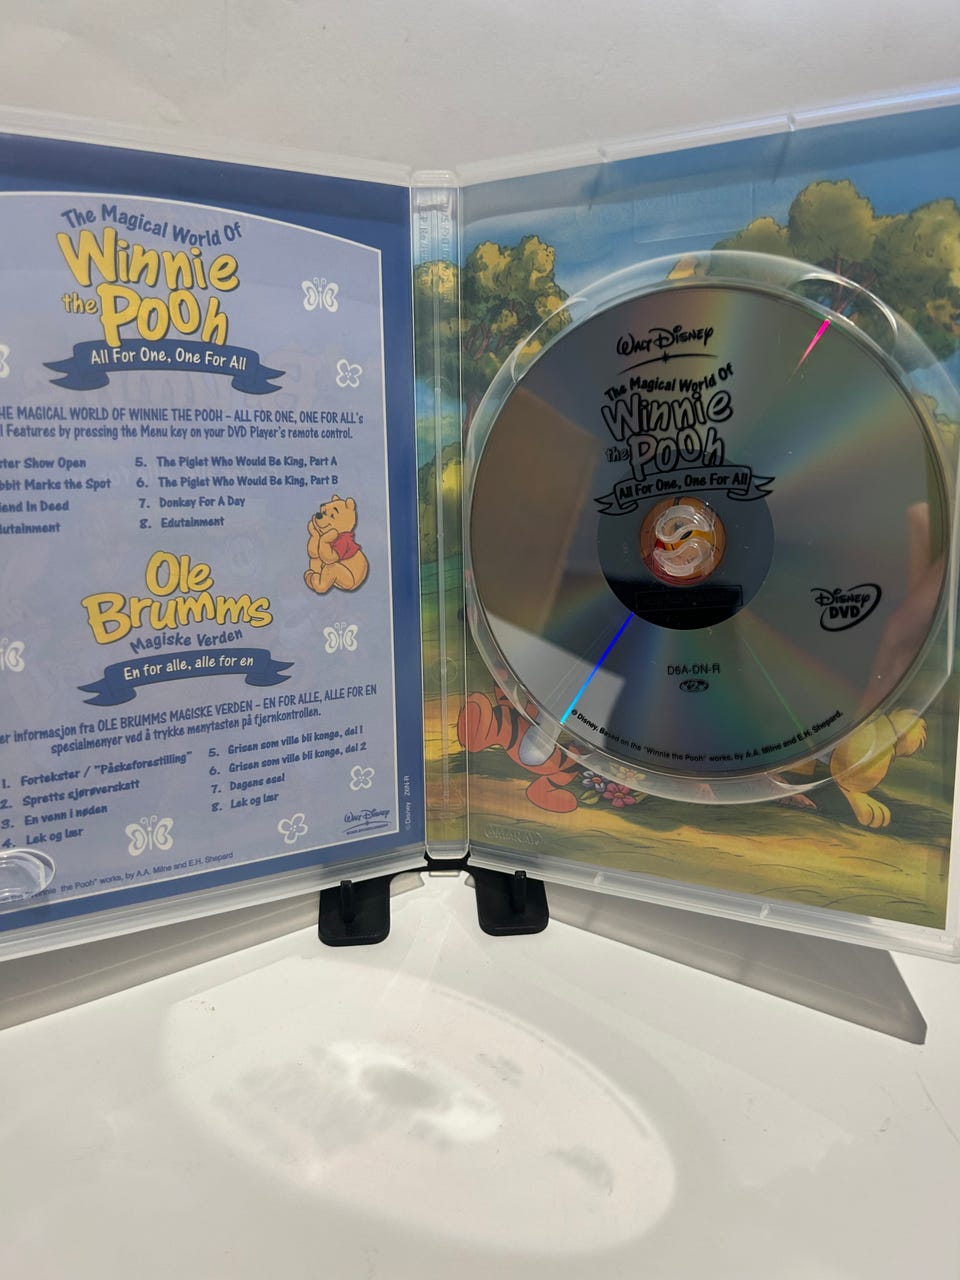 The Magical World Of
Winnie
the Pooh
All For One, One For All
HE MAGICAL WORLD OF WINNIE THE POOH – ALL FOR ONE, ONE FOR ALL's
l Features by pressing the Menu key on your DVD Player's remote control.
ter Show Open
bbit Marks the Spot
iend In Deed
dutainment
5. The Piglet Who Would Be King, Part A
6. The Piglet Who Would Be King, Part B
7. Donkey For A Day
8. Edutainment
Ole
Brumms
Magiske Verden
En for alle, alle for en
er informasjon fra OLE BRUMMS MAGISKE VERDEN – EN FOR ALLE, ALLE FOR EN
spesialmenyer ved å trykke menytasten på fjernkontrollen.
1. Fortekster / "Påskeforestilling"
2. Spretts sjørøverskatt
3. En venn i nøden
4. Lek og lær
5. Grisen som ville bli konge, del 1
6. Grisen som ville bli konge, del 2
7. Dagens esel
8. Lek og lær
Walt Disney
"Winnie the Pooh" works, by A.A. Milne and E.H. Shepard
© Disney Z6N-R
Walt Disney
The Magical World Of
Winnie
the Pooh
All For One, One For All
Disney
DVD
D6A-DN-R
2
© Disney. Based on the "Winnie the Pooh" works, by A.A. Milne and E.H. Shepard.
AMARAY